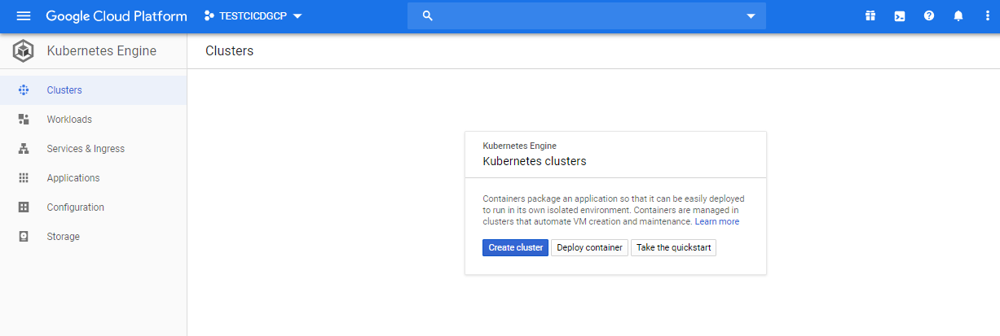 Google Cloud Platform TESTCICDGCP
Kubernetes Engine
Clusters
Clusters
Workloads
Services & Ingress
Applications
Configuration
Storage
Kubernetes Engine
Kubernetes clusters
Containers package an application so that it can be easily deployed
to run in its own isolated environment. Containers are managed in
clusters that automate VM creation and maintenance. Learn more
Create cluster Deploy container Take the quickstart